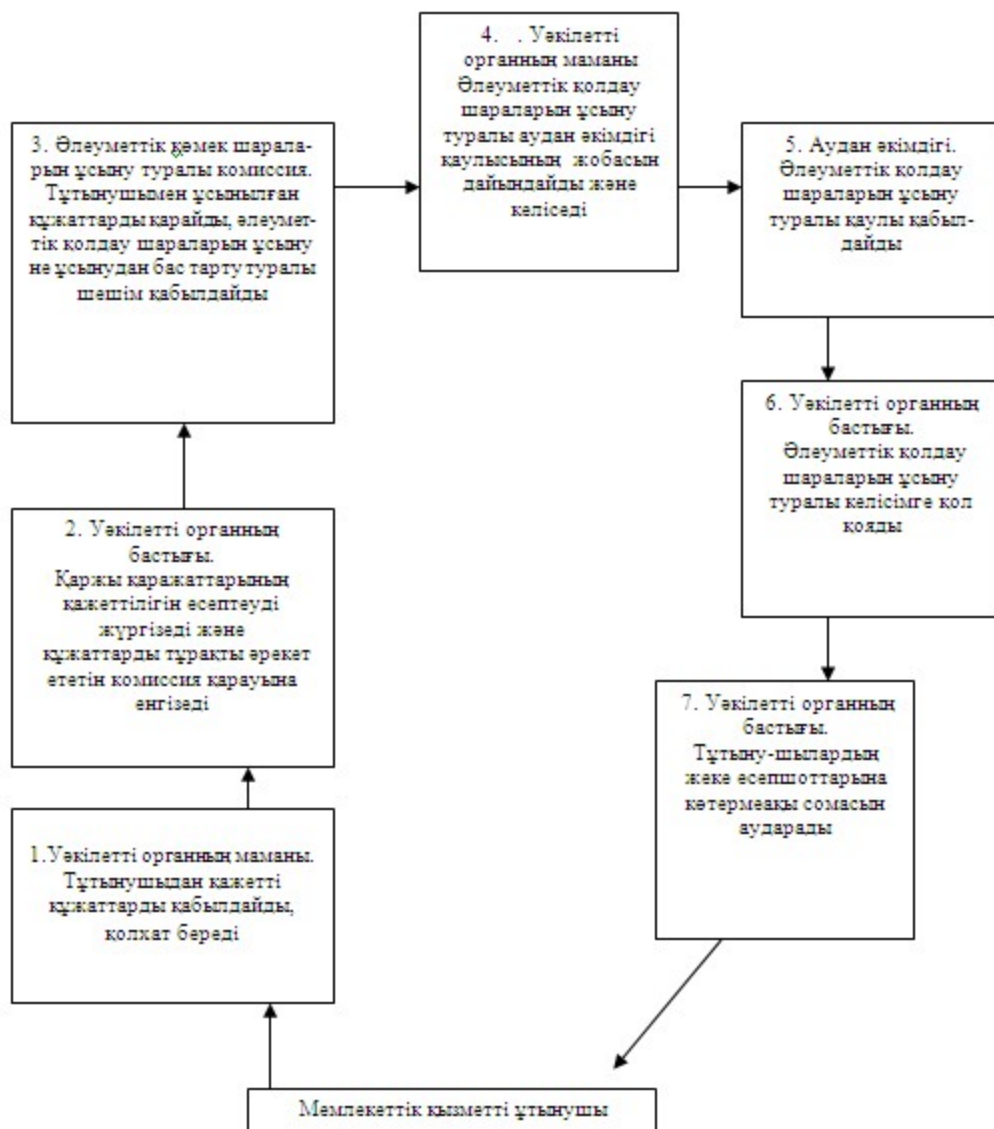 4. . Уәкілетті
органның маманы
Әлеуметтік қолдау
шараларын ұсыну
туралы аудан әкімдігі
қаулысының жобасын
дайындайды және
келіседі
3. Әлеуметтік көмек шарала-
рын ұсыну туралы комиссия.
Тұтынушымен ұсынылған
құжаттарды қарайды, әлеумет-
тік қолдау шараларын ұсыну
не ұсынудан бас тарту туралы
шешім қабылдайды
5. Аудан әкімдігі.
Әлеуметтік қолдау
шараларын ұсыну
туралы қаулы қабыл-
дайды
6. Уәкілетті органның
бастығы.
Әлеуметтік қолдау
шараларын ұсыну
туралы келісімге қол
қояды
2. Уәкілетті органның
бастығы.
Қаржы қаражаттарының
қажеттілігін есептеуді
жүргізеді және
құжаттарды тұрақты әрекет
ететін комиссия қарауына
енгізеді
7. Уәкілетті органның
бастығы.
Тұтыну-шылардың
жеке есепшоттарына
көтермеақы сомасын
аударады
1.Уәкілетті органның маманы.
Тұтынушыдан қажетті
құжаттарды қабылдайды,
қолхат береді
Мемлекеттік қызметті ұтынушы